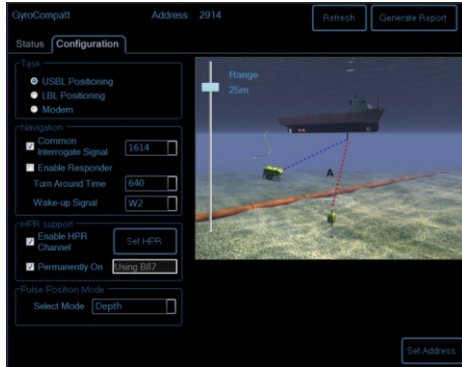 GyroCompatt Address 2914 Refresh Generate Report
Status Configuration
Task
USBL Positioning
LBL Positioning
Modem
Navigation
Common
Interrogate Signal 1614
Enable Responder
Turn Around Time 640
Wake-up Signal W2
HPR support
Enable HPR
Channel Set HPR
Permanently On Using B87
Pulse Position Mode
Select Mode Depth
Range
25m
A
Set Address